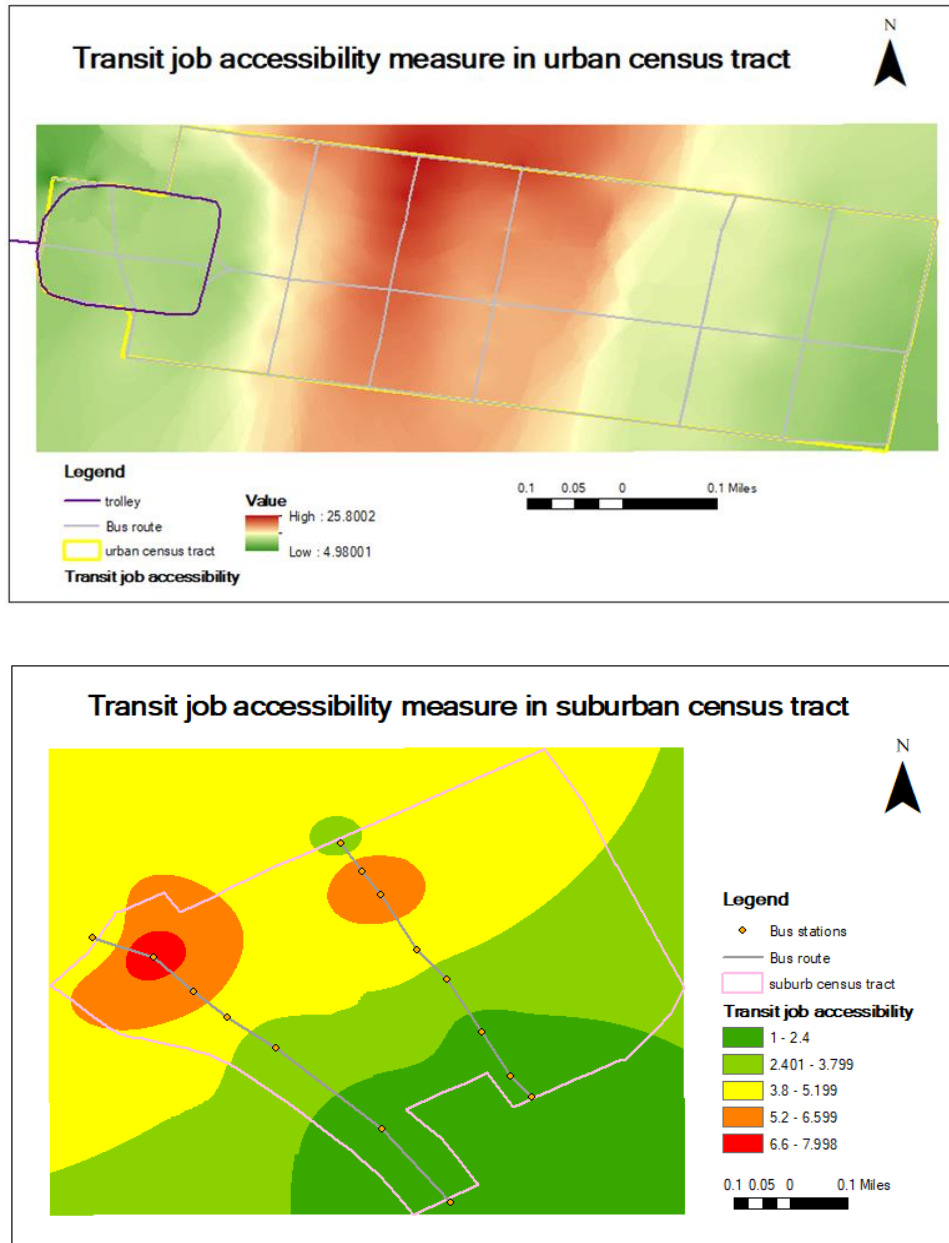 Transit job accessibility measure in urban census tract
N
Legend
trolley
Bus route
urban census tract
Transit job accessibility
Value
High : 25.8002
Low : 4.98001
0.1 0.05 0 0.1 Miles
Transit job accessibility measure in suburban census tract
N
Legend
Bus stations
Bus route
suburb census tract
Transit job accessibility
1 - 2.4
2.401 - 3.799
3.8 - 5.199
5.2 - 6.599
6.6 - 7.998
0.1 0.05 0 0.1 Miles